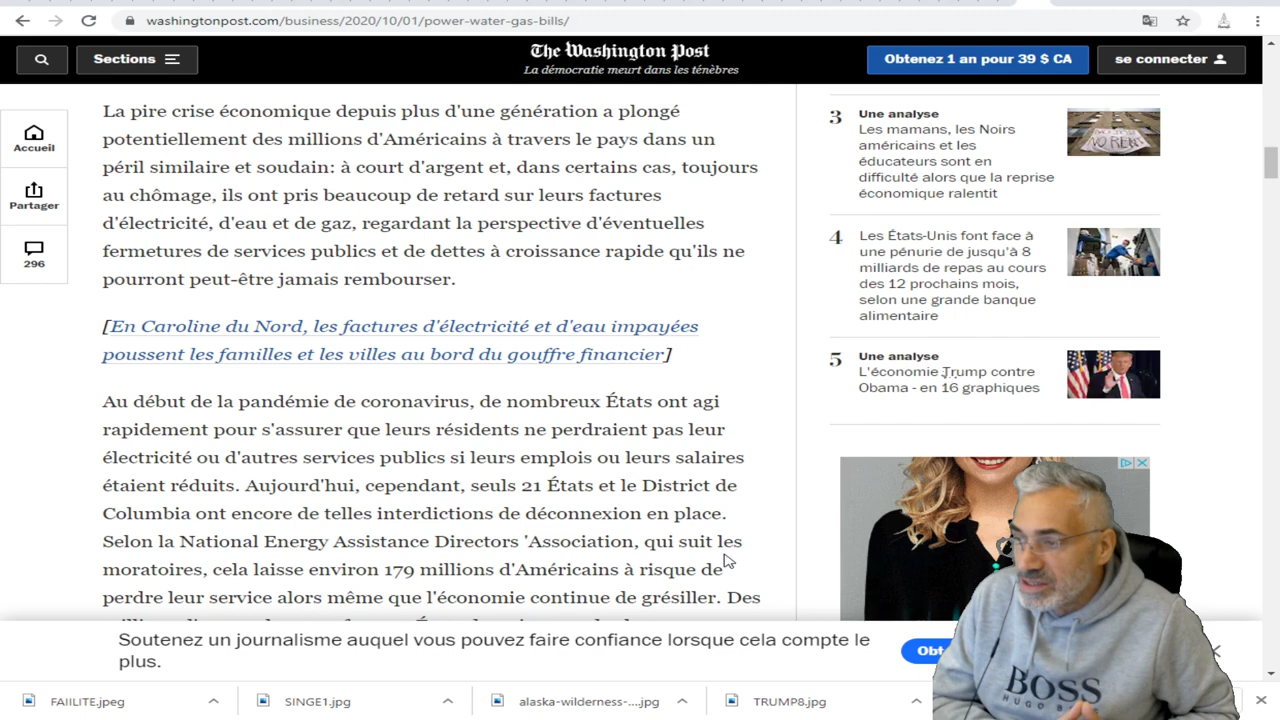 washingtonpost.com/business/2020/10/01/power-water-gas-bills/
Sections
The Washington Post
La démocratie meurt dans les ténèbres
Obtenez 1 an pour 39 $ CA
se connecter
Accueil
Partager
296
La pire crise économique depuis plus d'une génération a plongé
potentiellement des millions d'Américains à travers le pays dans un
péril similaire et soudain: à court d'argent et, dans certains cas, toujours
au chômage, ils ont pris beaucoup de retard sur leurs factures
d'électricité, d'eau et de gaz, regardant la perspective d'éventuelles
fermetures de services publics et de dettes à croissance rapide qu'ils ne
pourront peut-être jamais rembourser.
[En Caroline du Nord, les factures d'électricité et d'eau impayées
poussent les familles et les villes au bord du gouffre financier]
Au début de la pandémie de coronavirus, de nombreux États ont agi
rapidement pour s'assurer que leurs résidents ne perdraient pas leur
électricité ou d'autres services publics si leurs emplois ou leurs salaires
étaient réduits. Aujourd'hui, cependant, seuls 21 États et le District de
Columbia ont encore de telles interdictions de déconnexion en place.
Selon la National Energy Assistance Directors 'Association, qui suit les
moratoires, cela laisse environ 179 millions d'Américains à risque de
perdre leur service alors même que l'économie continue de grésiller. Des
3
Une analyse
Les mamans, les Noirs
américains et les
éducateurs sont en
difficulté alors que la reprise
économique ralentit
NO RENT
4
Les États-Unis font face à
une pénurie de jusqu'à 8
milliards de repas au cours
des 12 prochains mois,
selon une grande banque
alimentaire
5
Une analyse
L'économie Trump contre
Obama - en 16 graphiques
Soutenez un journalisme auquel vous pouvez faire confiance lorsque cela compte le
plus.
Obt
BOSS
HUGO
FAIILITE.jpeg
SINGE1.jpg
alaska-wilderness-....jpg
TRUMP8.jpg